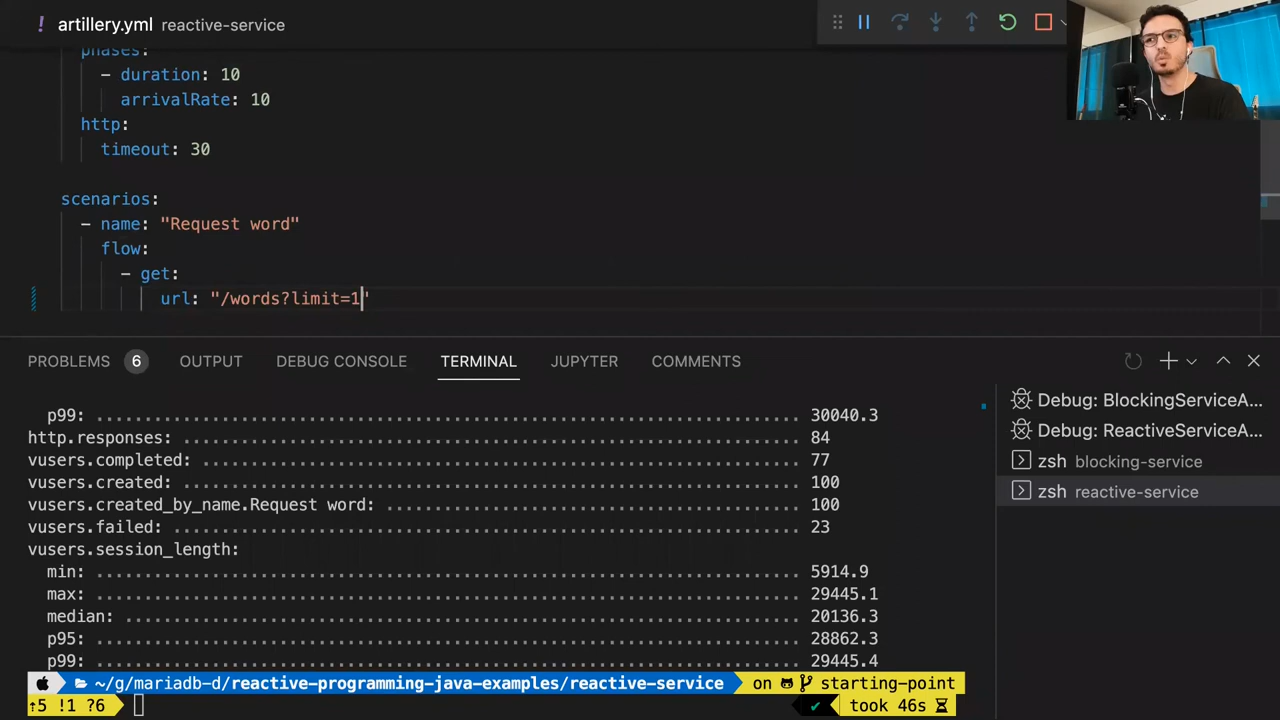 ! artillery.yml reactive-service
phases:
- duration: 10
arrivalRate: 10
http:
timeout: 30
scenarios:
- name: "Request word"
flow:
- get:
url: "/words?limit=1"
PROBLEMS 6 OUTPUT DEBUG CONSOLE TERMINAL JUPYTER COMMENTS
p99: ........................................................................... 30040.3
http.responses: ................................................................... 84
vusers.completed: ................................................................ 77
vusers.created: ................................................................... 100
vusers.created_by_name.Request word: ............................................. 100
vusers.failed: .................................................................... 23
vusers.session_length:
min: ........................................................................... 5914.9
max: ........................................................................... 29445.1
median: ........................................................................ 20136.3
p95: ........................................................................... 28862.3
p99: ........................................................................... 29445.4
~/g/mariadb-d/reactive-programming-java-examples/reactive-service on starting-point
↑5 !1 ?6 ✔ took 46s
Debug: BlockingServiceA...
Debug: ReactiveServiceA...
zsh blocking-service
zsh reactive-service